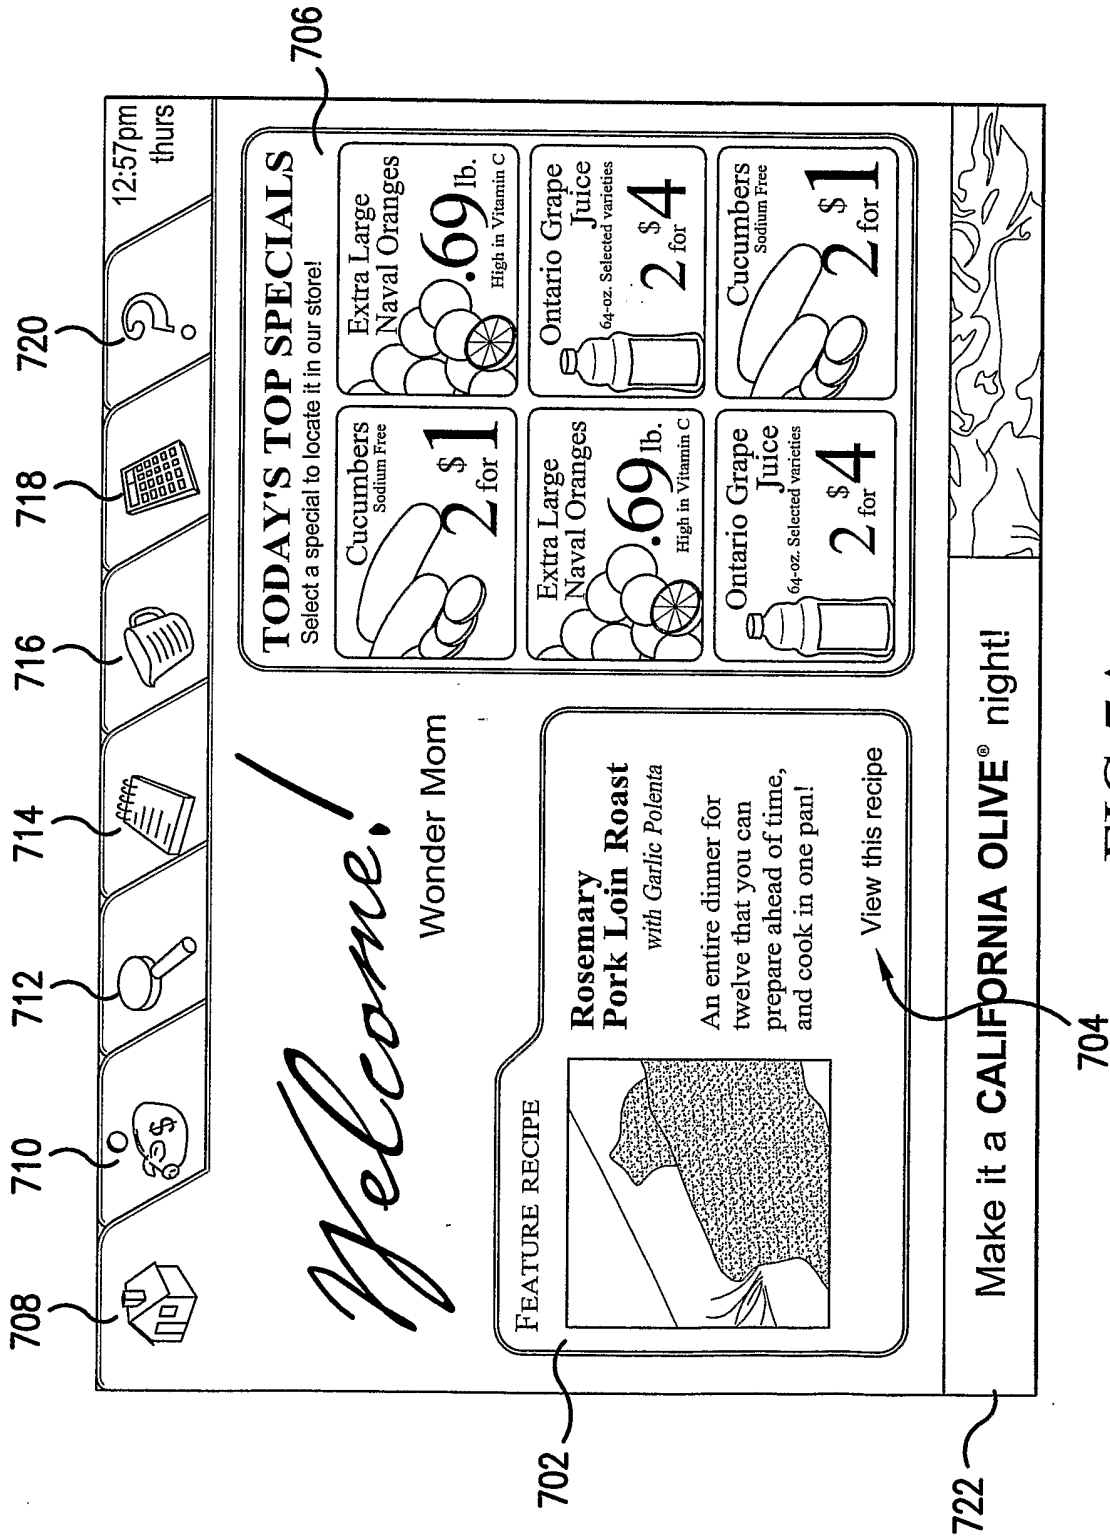 708
710
712
714
716
718
720
12:57pm
thurs
Welcome!
Wonder Mom
702
FEATURE RECIPE
Rosemary
Pork Loin Roast
with Garlic Polenta
An entire dinner for
twelve that you can
prepare ahead of time,
and cook in one pan!
View this recipe
704
706
TODAY'S TOP SPECIALS
Select a special to locate it in our store!
Cucumbers
Sodium Free
2 for $1
Extra Large
Naval Oranges
.69 lb.
High in Vitamin C
Extra Large
Naval Oranges
.69 lb.
High in Vitamin C
Ontario Grape
Juice
64-oz. Selected varieties
2 for $4
Ontario Grape
Juice
64-oz. Selected varieties
2 for $4
Cucumbers
Sodium Free
2 for $1
722
Make it a CALIFORNIA OLIVE® night!
$